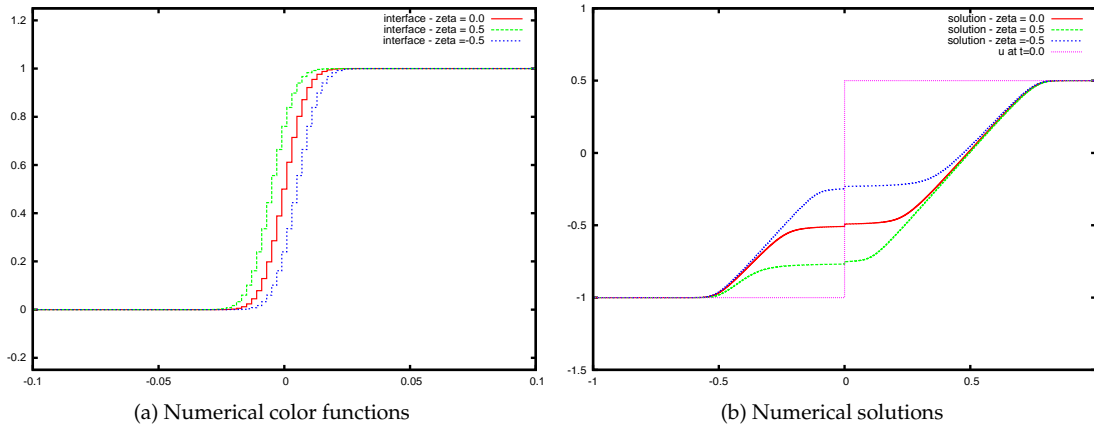 interface - zeta = 0.0
interface - zeta = 0.5
interface - zeta =-0.5
1.2
1
0.8
0.6
0.4
0.2
0
-0.2
-0.1
-0.05
0
0.05
0.1
(a) Numerical color functions
solution - zeta = 0.0
solution - zeta = 0.5
solution - zeta =-0.5
u at t=0.0
1
0.5
0
-0.5
-1
-1.5
-1
-0.5
0
0.5
(b) Numerical solutions